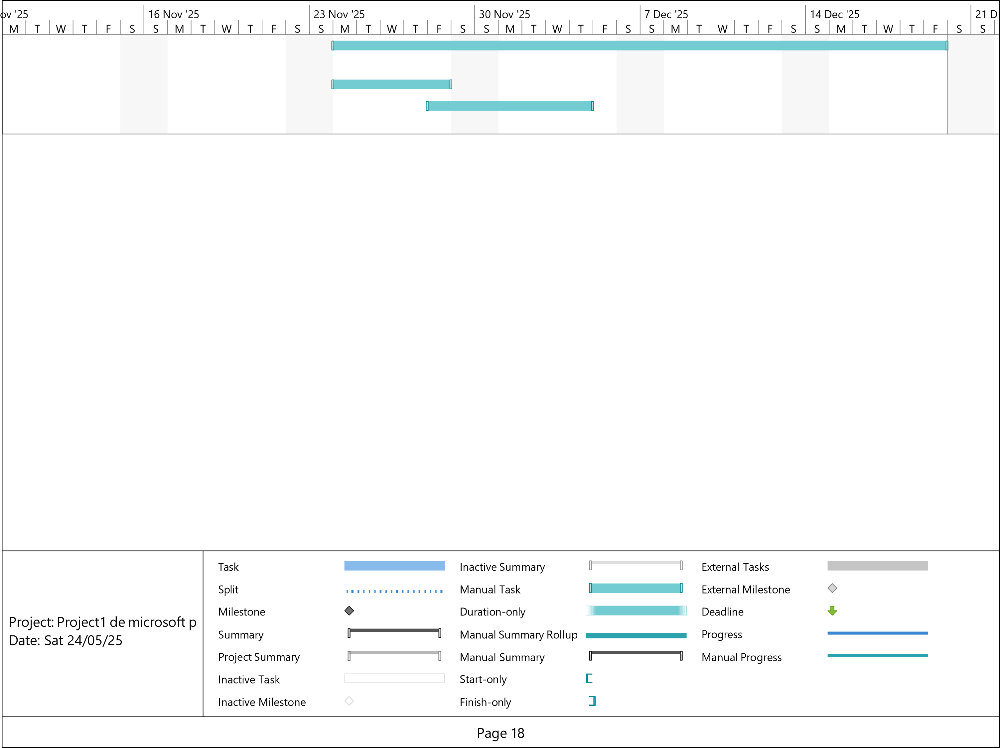 ov '25 16 Nov '25 23 Nov '25 30 Nov '25 7 Dec '25 14 Dec '25 21 D
M T W T F S S M T W T F S S M T W T F S S M T W T F S S M T W T F S S M T W T F S S
Task Inactive Summary External Tasks
Split Manual Task External Milestone
Milestone Duration-only Deadline
Summary Manual Summary Rollup Progress
Project Summary Manual Summary Manual Progress
Inactive Task Start-only
Inactive Milestone Finish-only
Project: Project1 de microsoft p
Date: Sat 24/05/25
Page 18